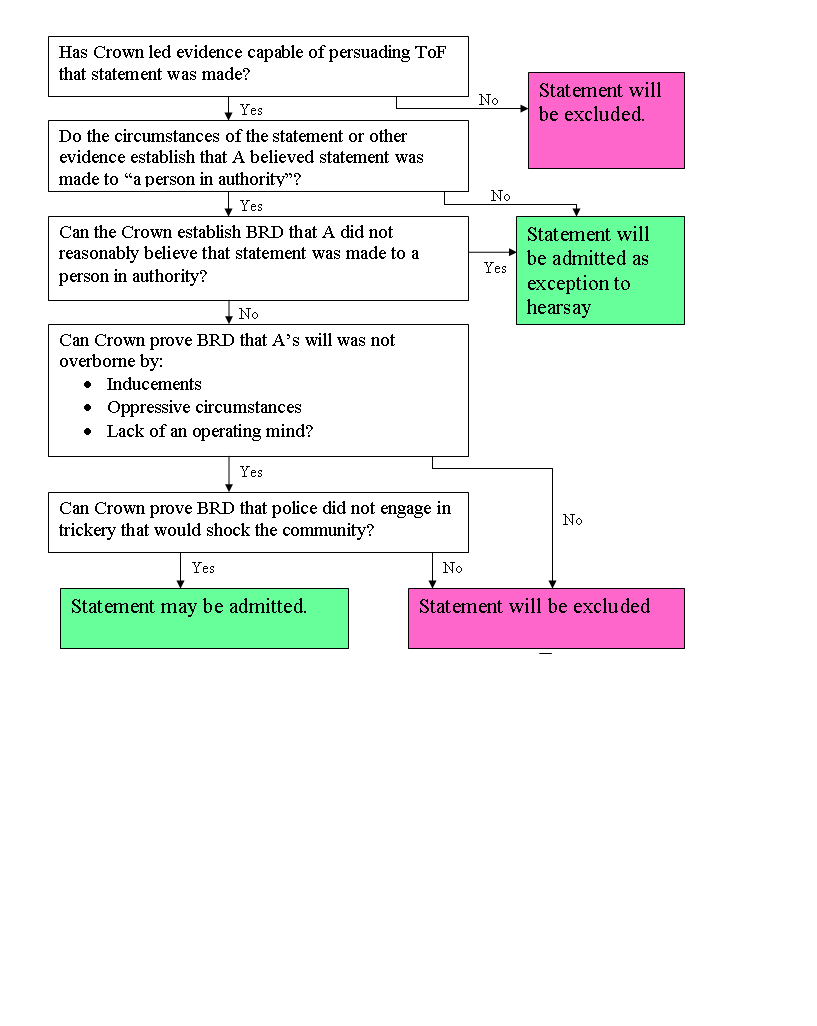 Has Crown led evidence capable of persuading ToF
that statement was made?
No
Statement will
be excluded.
Yes
Do the circumstances of the statement or other
evidence establish that A believed statement was
made to “a person in authority”?
No
Yes
Can the Crown establish BRD that A did not
reasonably believe that statement was made to a
person in authority?
Yes
Statement will
be admitted as
exception to
hearsay
No
Can Crown prove BRD that A’s will was not
overborne by:
• Inducements
• Oppressive circumstances
• Lack of an operating mind?
Yes
No
Can Crown prove BRD that police did not engage in
trickery that would shock the community?
Yes
No
Statement may be admitted.
Statement will be excluded